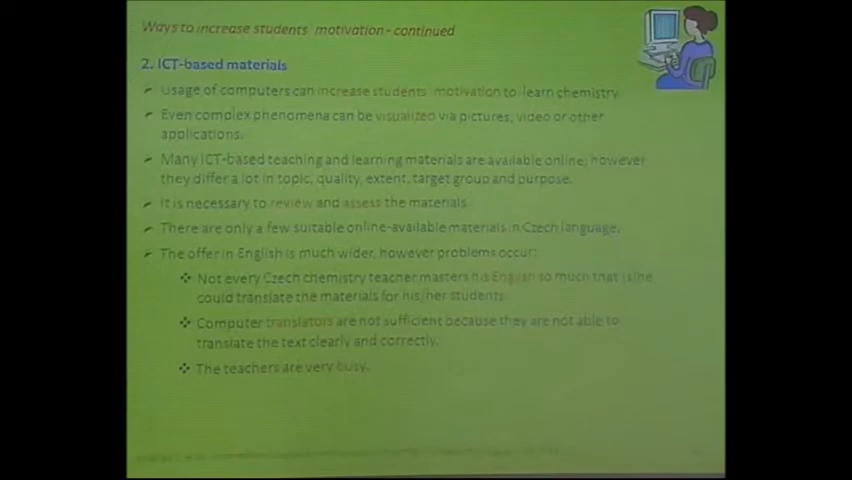 Ways to increase students' motivation - continued
2. ICT-based materials
Usage of computers can increase students' motivation to learn chemistry.
Even complex phenomena can be visualized via pictures, video or other
applications.
Many ICT-based teaching and learning materials are available online; however
they differ a lot in topic, quality, extent, target group and purpose.
It is necessary to review and assess the materials.
There are only a few suitable online-available materials in Czech language.
The offer in English is much wider, however problems occur:
Not every Czech chemistry teacher masters his English so much that is/he
could translate the materials for his/her students.
Computer translators are not sufficient because they are not able to
translate the text clearly and correctly.
The teachers are very busy.